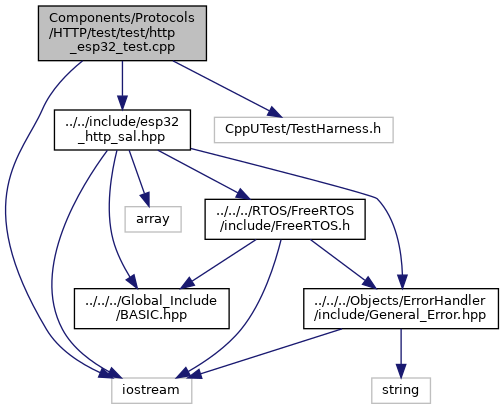 Components/Protocols
/HTTP/test/test/http
_esp32_test.cpp
../../include/esp32
_http_sal.hpp
CppUTest/TestHarness.h
array
../../../RTOS/FreeRTOS
/include/FreeRTOS.h
../../../Global_Include
/BASIC.hpp
../../../Objects/ErrorHandler
/include/General_Error.hpp
iostream
string